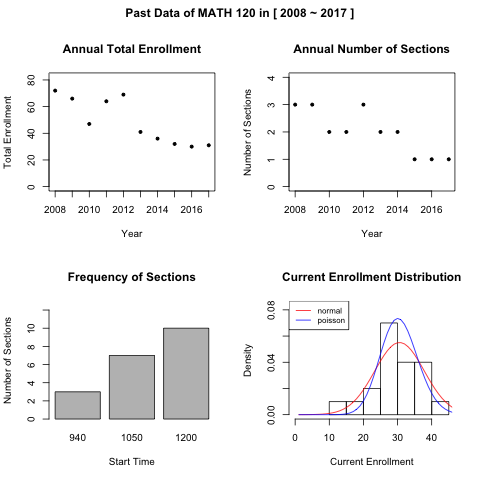 Past Data of MATH 120 in [ 2008 ~ 2017 ]
Annual Total Enrollment
Total Enrollment
80
60
40
20
0
2008 2010 2012 2014 2016
Year
Annual Number of Sections
Number of Sections
4
3
2
1
0
2008 2010 2012 2014 2016
Year
Frequency of Sections
Number of Sections
10
8
6
4
2
0
940 1050 1200
Start Time
Current Enrollment Distribution
Density
0.08
0.04
0.00
normal
poisson
0 10 20 30 40
Current Enrollment